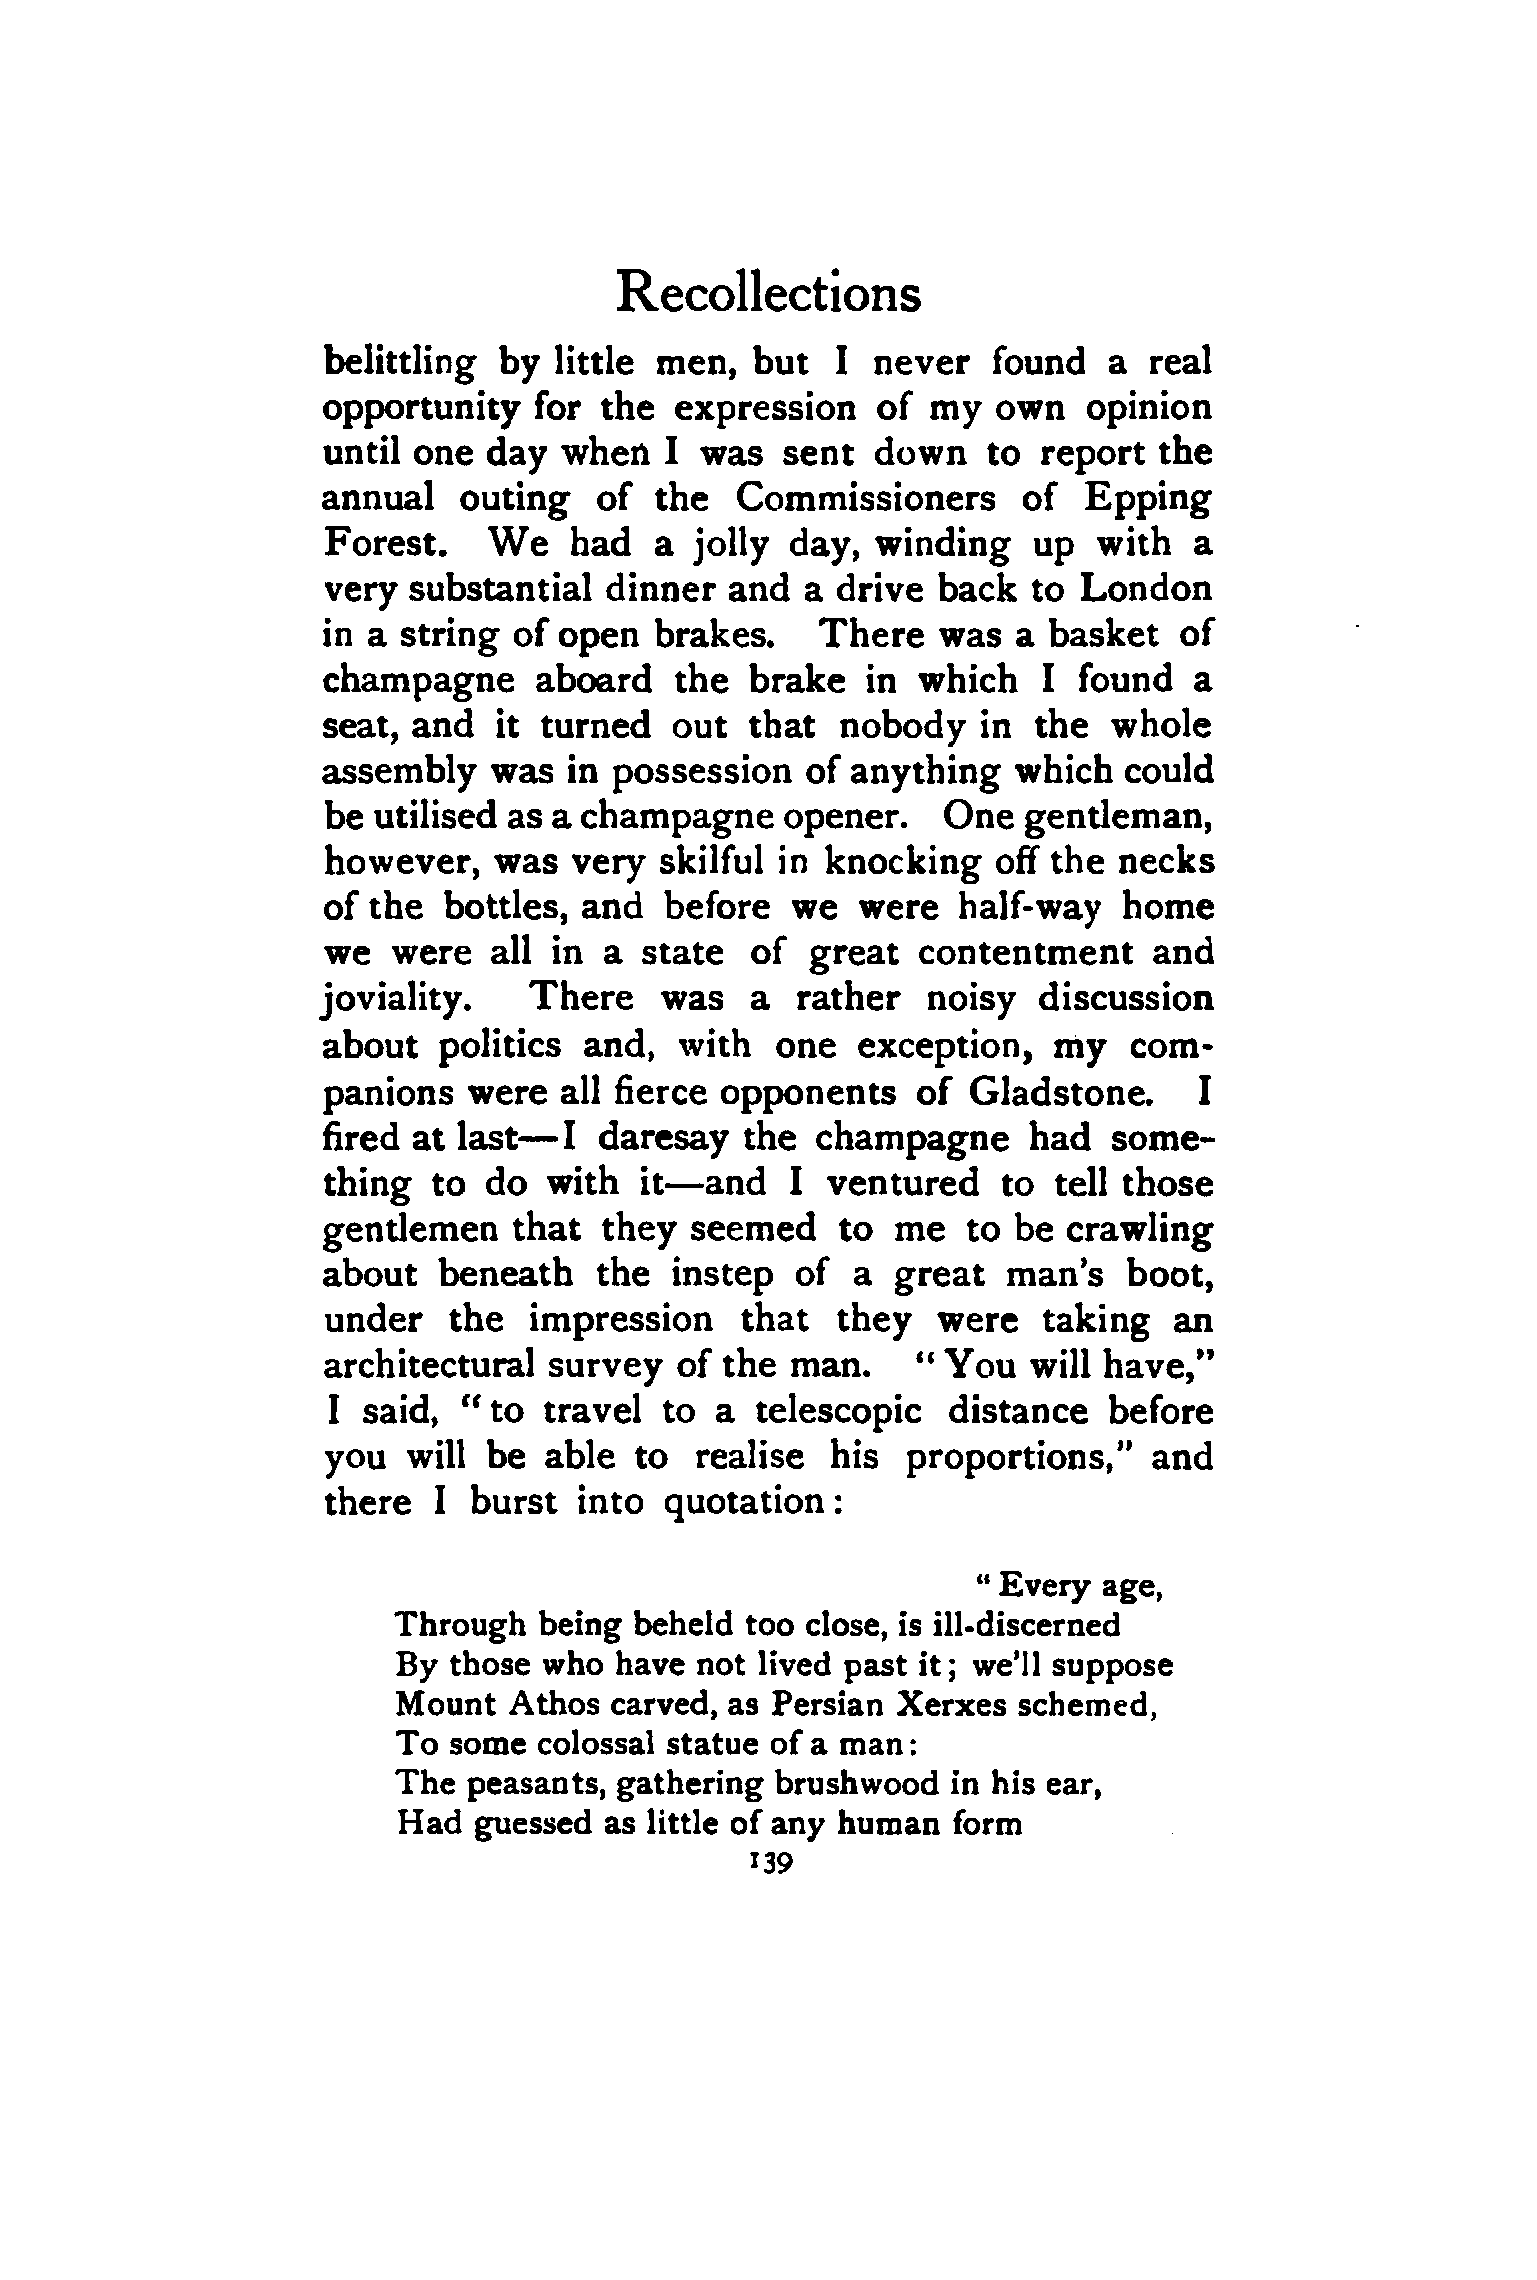 Recollections
belittling by little men, but I never found a real
opportunity for the expression of my own opinion
until one day when I was sent down to report the
annual outing of the Commissioners of Epping
Forest. We had a jolly day, winding up with a
very substantial dinner and a drive back to London
in a string of open brakes. There was a basket of
champagne aboard the brake in which I found a
seat, and it turned out that nobody in the whole
assembly was in possession of anything which could
be utilised as a champagne opener. One gentleman,
however, was very skilful in knocking off the necks
of the bottles, and before we were half-way home
we were all in a state of great contentment and
joviality. There was a rather noisy discussion
about politics and, with one exception, my com-
panions were all fierce opponents of Gladstone. I
fired at last—I daresay the champagne had some-
thing to do with it—and I ventured to tell those
gentlemen that they seemed to me to be crawling
about beneath the instep of a great man's boot,
under the impression that they were taking an
architectural survey of the man. "You will have,"
I said, "to travel to a telescopic distance before
you will be able to realise his proportions," and
there I burst into quotation:
"Every age,
Through being beheld too close, is ill-discerned
By those who have not lived past it; we'll suppose
Mount Athos carved, as Persian Xerxes schemed,
To some colossal statue of a man:
The peasants, gathering brushwood in his ear,
Had guessed as little of any human form
139